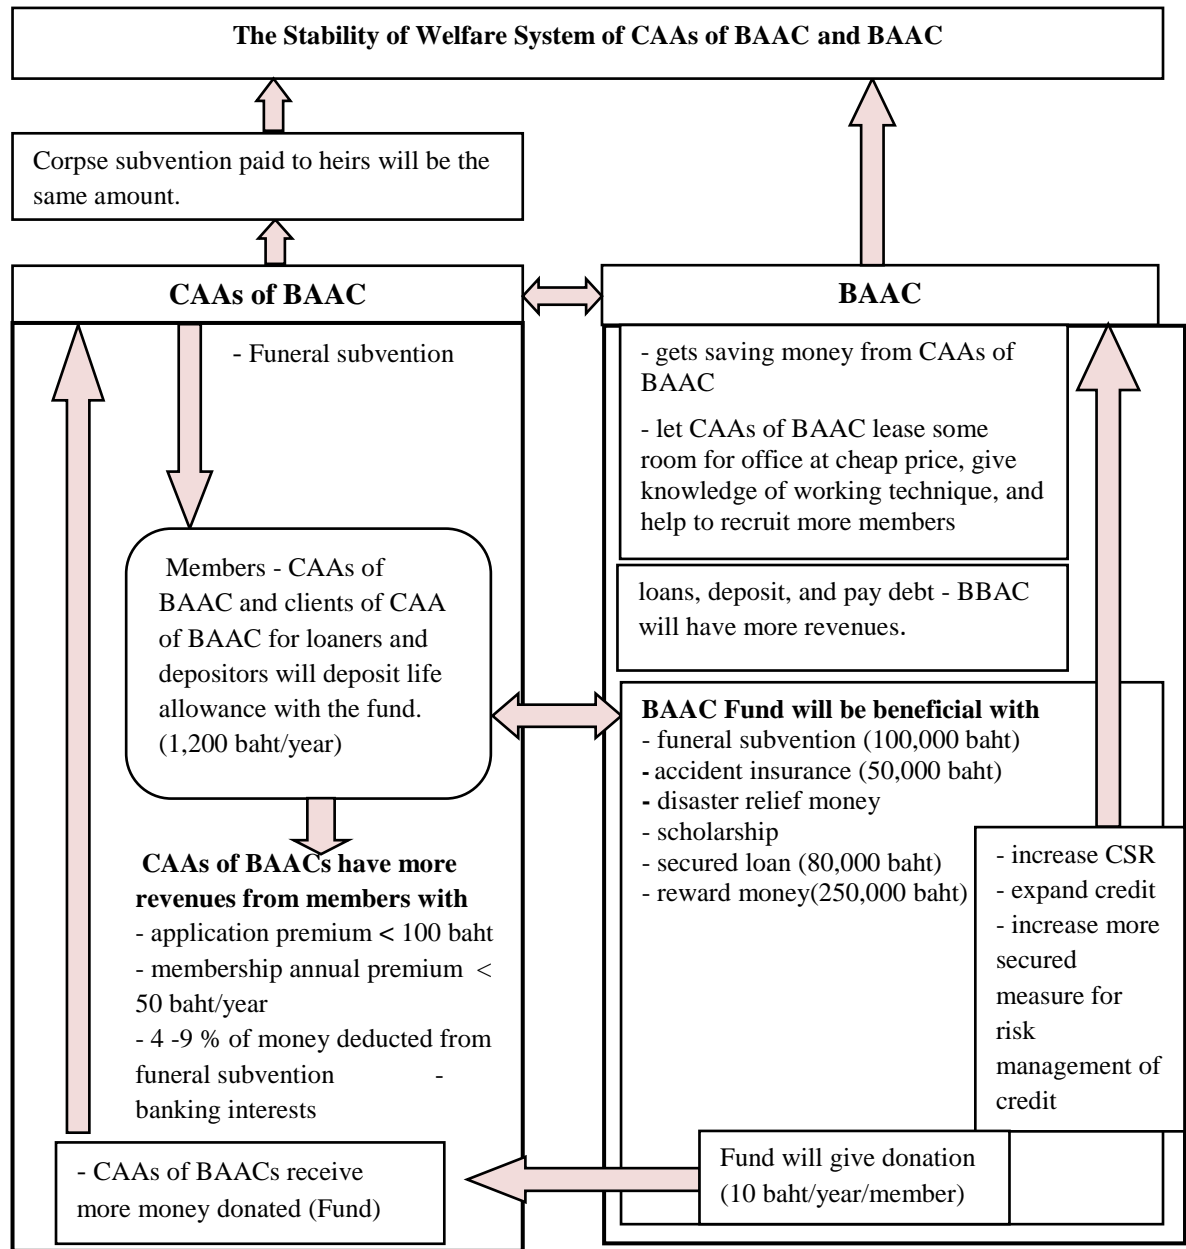 The Stability of Welfare System of CAAs of BAAC and BAAC
Corpse subvention paid to heirs will be the
same amount.
CAAs of BAAC
- Funeral subvention
Members - CAAs of
BAAC and clients of CAA
of BAAC for loaners and
depositors will deposit life
allowance with the fund.
(1,200 baht/year)
CAAs of BAACs have more
revenues from members with
- application premium < 100 baht
- membership annual premium <
50 baht/year
- 4 -9 % of money deducted from
funeral subvention -
banking interests
- CAAs of BAACs receive
more money donated (Fund)
BAAC
- gets saving money from CAAs of
BAAC
- let CAAs of BAAC lease some
room for office at cheap price, give
knowledge of working technique, and
help to recruit more members
loans, deposit, and pay debt - BBAC
will have more revenues.
BAAC Fund will be beneficial with
- funeral subvention (100,000 baht)
- accident insurance (50,000 baht)
- disaster relief money
- scholarship
- secured loan (80,000 baht)
- reward money(250,000 baht)
- increase CSR
- expand credit
- increase more
secured
measure for
risk
management of
credit
Fund will give donation
(10 baht/year/member)